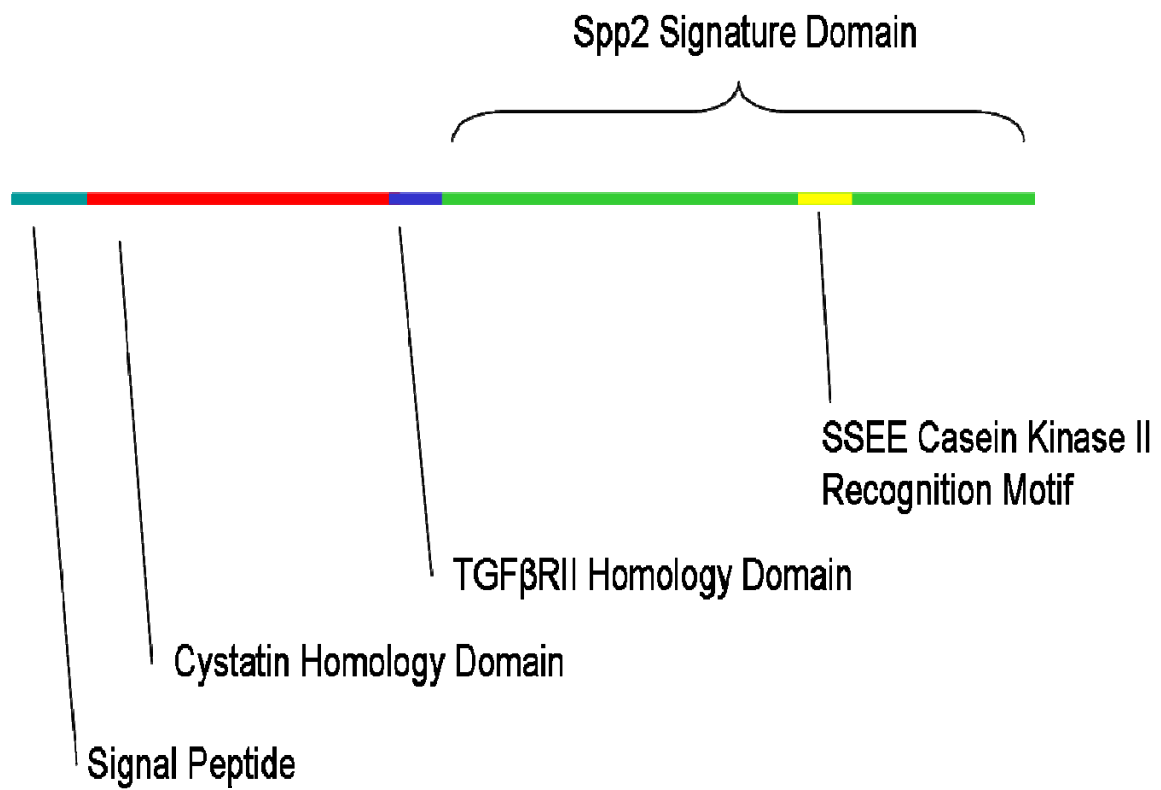 Spp2 Signature Domain
SSEE Casein Kinase II
Recognition Motif
TGFβRII Homology Domain
Cystatin Homology Domain
Signal Peptide